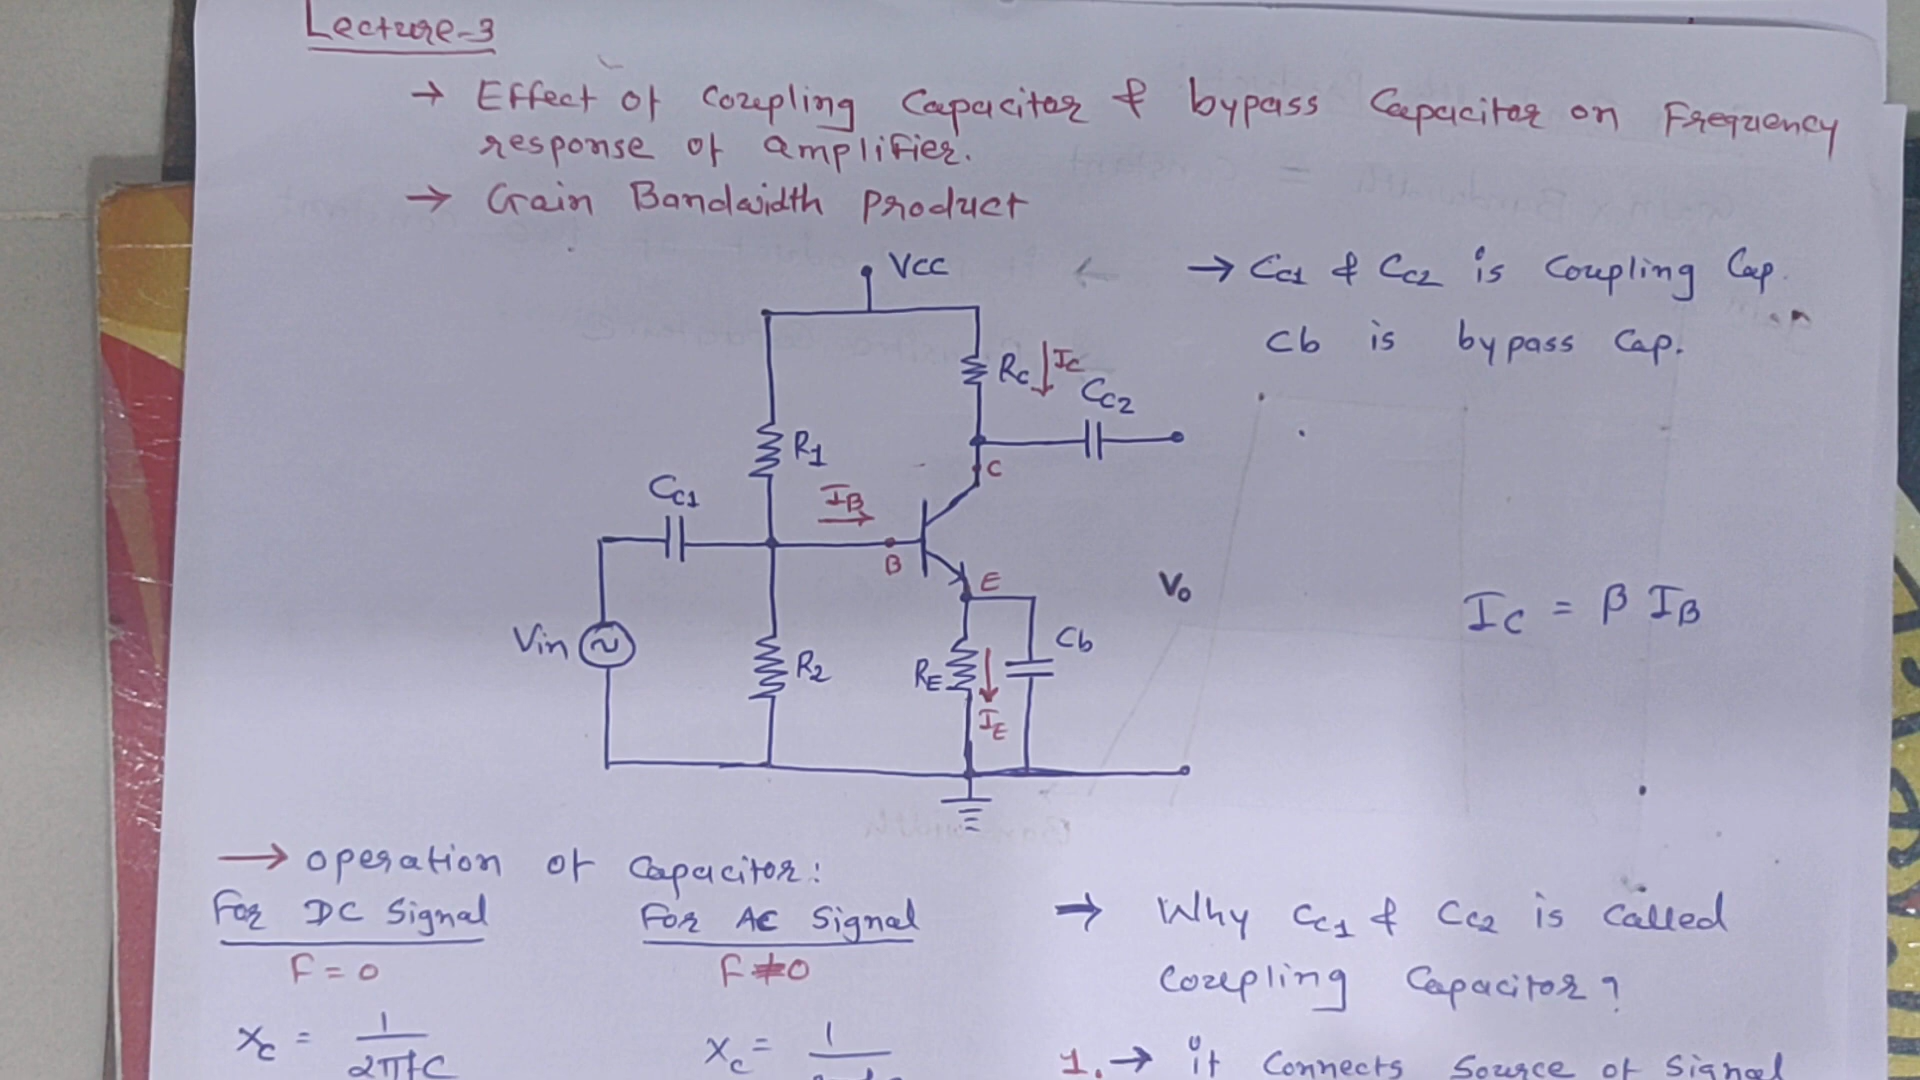 Lecture-3
→ Effect of Coupling Capacitor & bypass Capacitor on Frequency
response of amplifier.
→ Gain Bandwidth product
Vcc
→ Cc1 & Cc2 is Coupling Cap.
Cb is bypass Cap.
Rc Ic
Cc2
R1
C
Cc1
IB
B
E
Vo
Ic = β IB
Vin
R2
RE
Cb
IE
→ operation of Capacitor:
For DC Signal
For AC Signal
F = 0
F ≠ 0
Xc = 1
2πfC
Xc = 1
→ Why Cc1 & Cc2 is called
Coupling Capacitor?
1. → it Connects Source of Signal